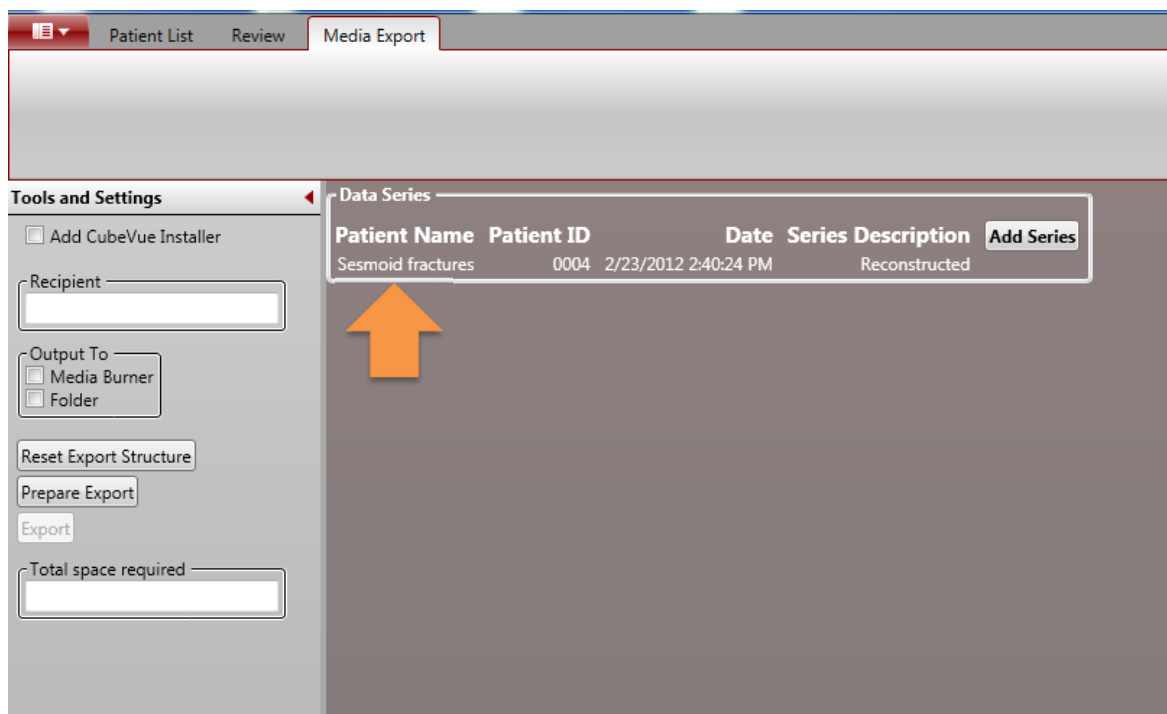 Patient List Review Media Export
Tools and Settings
Add CubeVue Installer
Recipient
Output To
Media Burner
Folder
Reset Export Structure
Prepare Export
Export
Total space required
Data Series
Patient Name Patient ID Date Series Description Add Series
Sesmoid fractures 0004 2/23/2012 2:40:24 PM Reconstructed